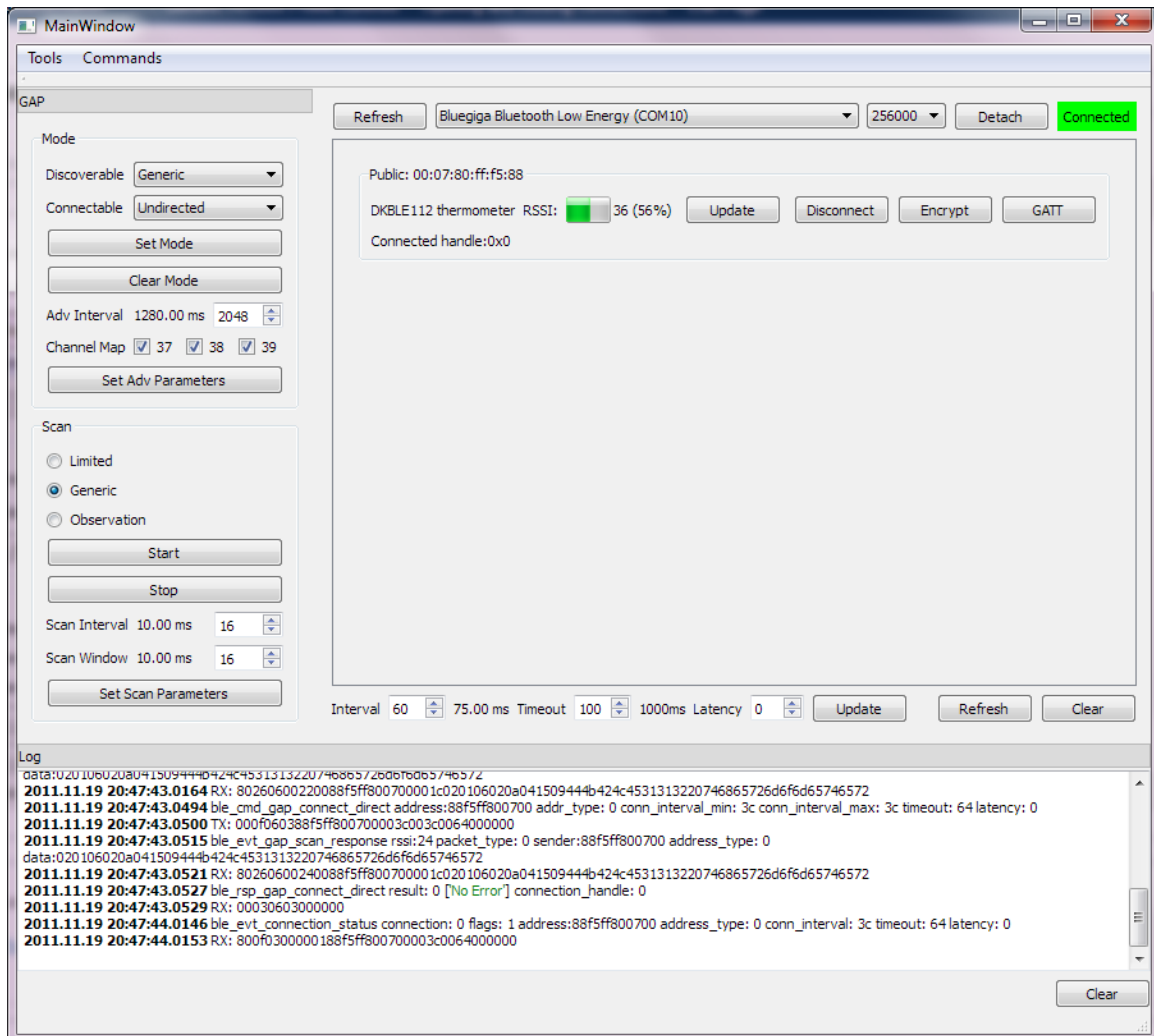 MainWindow
Tools Commands
GAP
Mode
Discoverable Generic
Connectable Undirected
Set Mode
Clear Mode
Adv Interval 1280.00 ms 2048
Channel Map 37 38 39
Set Adv Parameters
Scan
Limited
Generic
Observation
Start
Stop
Scan Interval 10.00 ms 16
Scan Window 10.00 ms 16
Set Scan Parameters
Refresh Bluegiga Bluetooth Low Energy (COM10) 256000 Detach Connected
Public: 00:07:80:ff:f5:88
DKBLE112 thermometer RSSI: 36 (56%) Update Disconnect Encrypt GATT
Connected handle:0x0
Interval 60 75.00 ms Timeout 100 1000ms Latency 0 Update Refresh Clear
Log
data:020106020a041509444b424c4531313220746865726d6f6d65746572
2011.11.19 20:47:43.0164 RX: 80260600220088f5ff800700001c020106020a041509444b424c4531313220746865726d6f6d65746572
2011.11.19 20:47:43.0494 ble_cmd_gap_connect_direct address:88f5ff800700 addr_type: 0 conn_interval_min: 3c conn_interval_max: 3c timeout: 64 latency: 0
2011.11.19 20:47:43.0500 TX: 000f060388f5ff800700003c003c0064000000
2011.11.19 20:47:43.0515 ble_evt_gap_scan_response rssi:24 packet_type: 0 sender:88f5ff800700 address_type: 0
data:020106020a041509444b424c4531313220746865726d6f6d65746572
2011.11.19 20:47:43.0521 RX: 80260600240088f5ff800700001c020106020a041509444b424c4531313220746865726d6f6d65746572
2011.11.19 20:47:43.0527 ble_rsp_gap_connect_direct result: 0 ['No Error'] connection_handle: 0
2011.11.19 20:47:43.0529 RX: 00030603000000
2011.11.19 20:47:44.0146 ble_evt_connection_status connection: 0 flags: 1 address:88f5ff800700 address_type: 0 conn_interval: 3c timeout: 64 latency: 0
2011.11.19 20:47:44.0153 RX: 800f0300000188f5ff800700003c0064000000
Clear